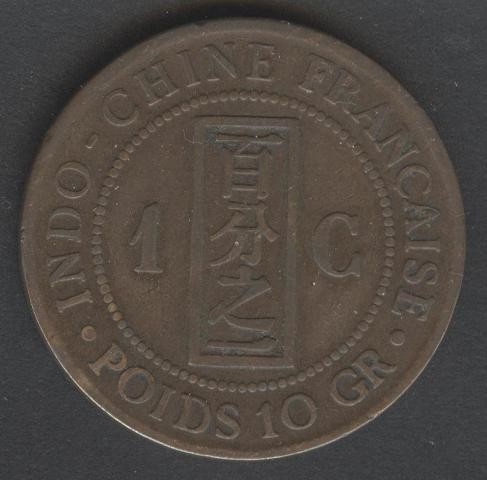 INDO-CHINE FRANCAISE
1 C
百分之一
• POIDS 10 GR •